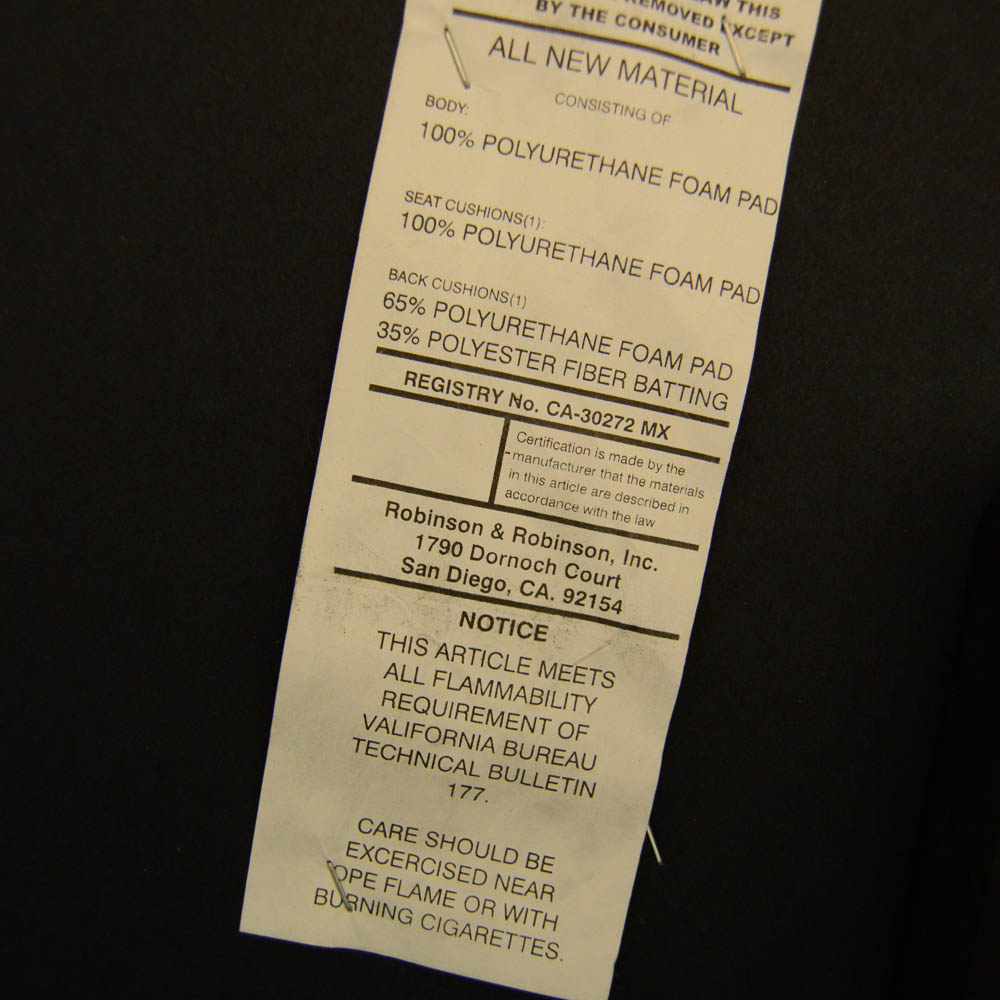 THIS
REMOVED EXCEPT
BY THE CONSUMER
ALL NEW MATERIAL
CONSISTING OF
BODY:
100% POLYURETHANE FOAM PAD
SEAT CUSHIONS(1):
100% POLYURETHANE FOAM PAD
BACK CUSHIONS(1)
65% POLYURETHANE FOAM PAD
35% POLYESTER FIBER BATTING
REGISTRY No. CA-30272 MX
Certification is made by the
manufacturer that the materials
in this article are described in
accordance with the law
Robinson & Robinson, Inc.
1790 Dornoch Court
San Diego, CA. 92154
NOTICE
THIS ARTICLE MEETS
ALL FLAMMABILITY
REQUIREMENT OF
VALIFORNIA BUREAU
TECHNICAL BULLETIN
177.
CARE SHOULD BE
EXCERCISED NEAR
OPE FLAME OR WITH
BURNING CIGARETTES.